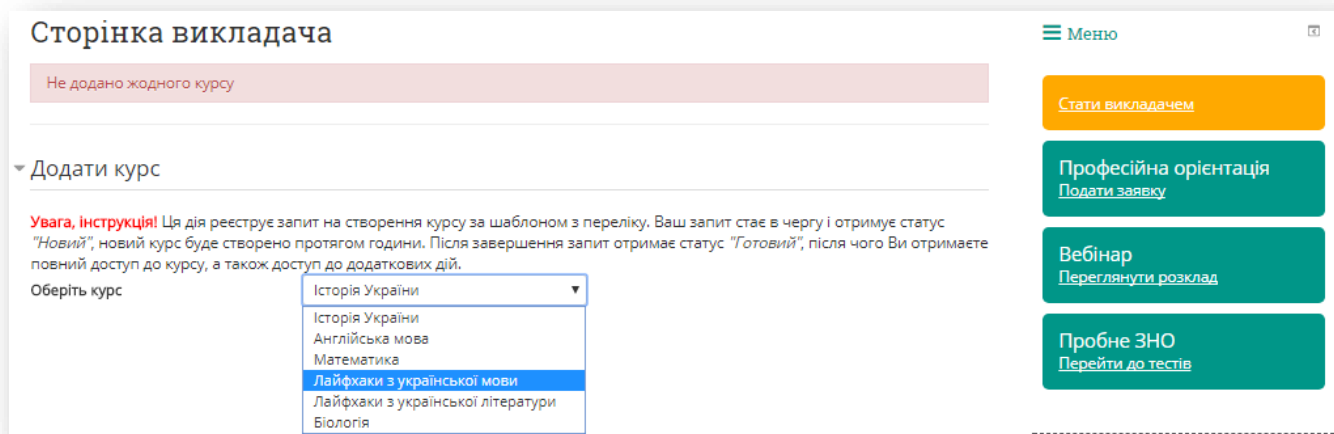 Сторінка викладача
Не додано жодного курсу
Додати курс
Увага, інструкція! Ця дія реєструє запит на створення курсу за шаблоном з переліку. Ваш запит стає в чергу і отримує статус
"Новий", новий курс буде створено протягом години. Після завершення запит отримає статус "Готовий", після чого Ви отримаєте
повний доступ до курсу, а також доступ до додаткових дій.
Оберіть курс
Історія України
Історія України
Англійська мова
Математика
Лайфхаки з української мови
Лайфхаки з української літератури
Біологія
Меню
Стати викладачем
Професійна орієнтація
Подати заявку
Вебінар
Переглянути розклад
Пробне ЗНО
Перейти до тестів